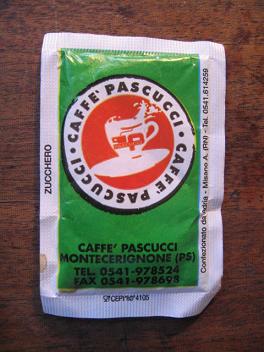 CAFFE' PASCUCCI
CAFFE' PASCUCCI
ZUCCHERO
CAFFE' PASCUCCI
MONTECERIGNONE (PS)
TEL. 0541-978524
FAX 0541-978698
Misano A. (RN) - Tel. 0541.614259
Confezionato da